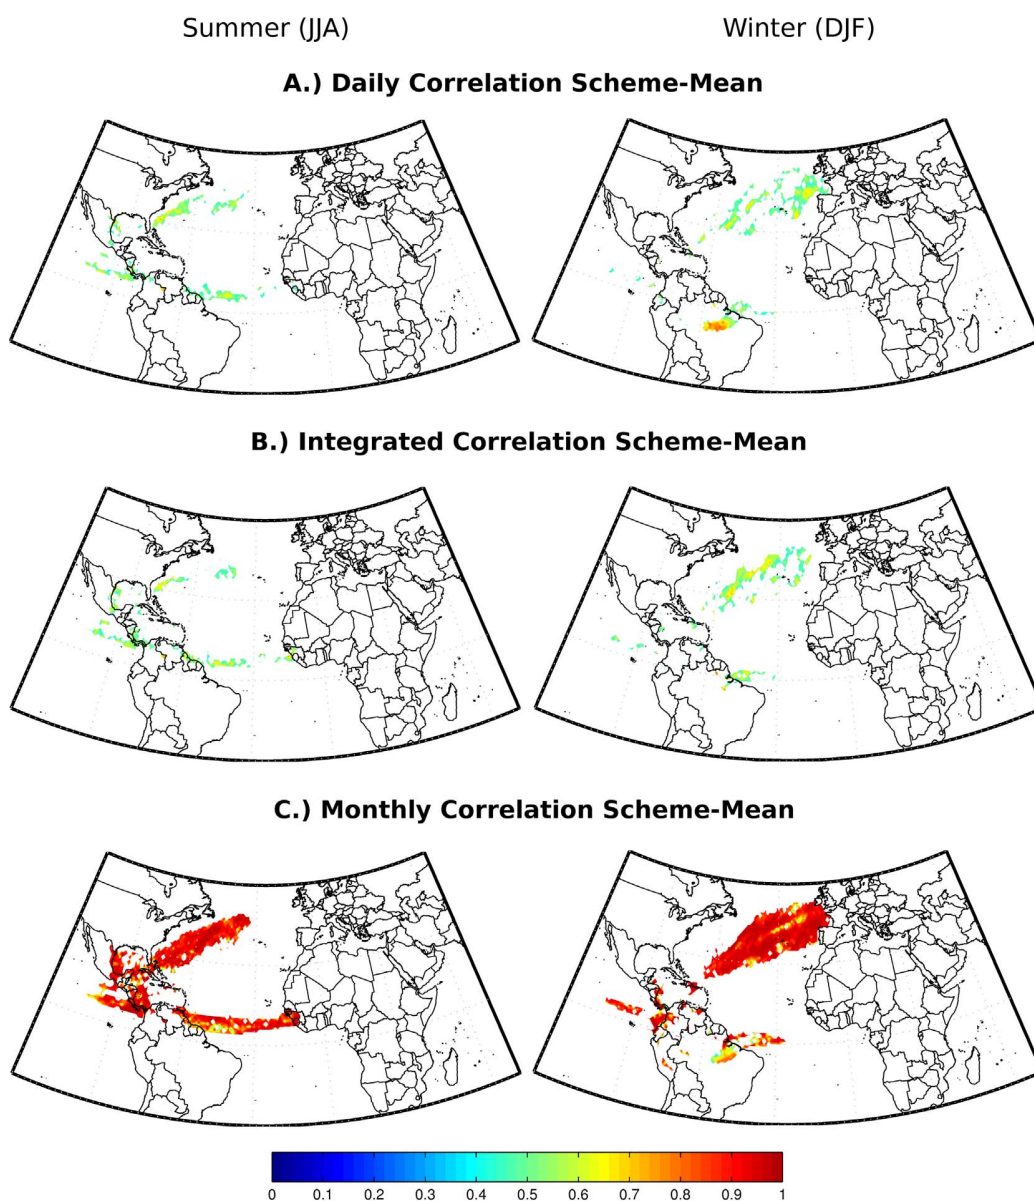 Summer (JJA) Winter (DJF)
A.) Daily Correlation Scheme-Mean
B.) Integrated Correlation Scheme-Mean
C.) Monthly Correlation Scheme-Mean
0 0.1 0.2 0.3 0.4 0.5 0.6 0.7 0.8 0.9 1